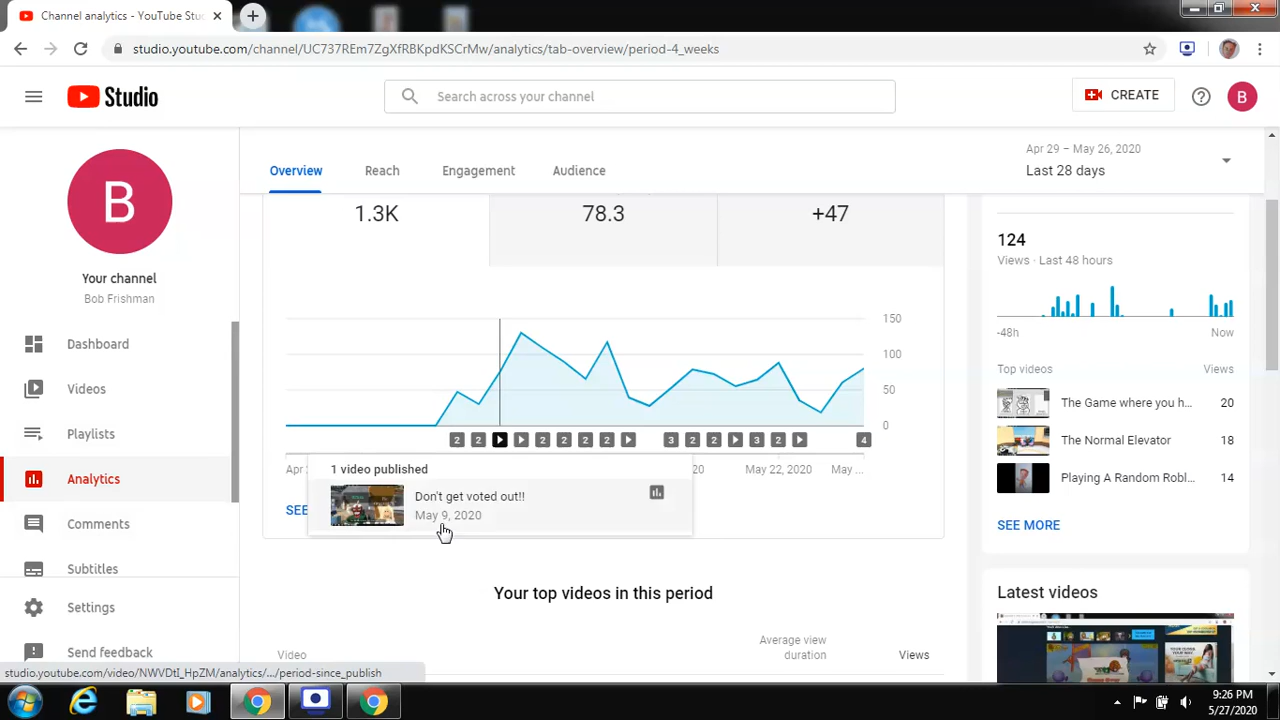 Channel analytics - YouTube Stu
studio.youtube.com/channel/UC737REm7ZgXfRBKpdKSCrMw/analytics/tab-overview/period-4_weeks
Studio
Search across your channel
CREATE
B
B
Your channel
Bob Frishman
Dashboard
Videos
Playlists
Analytics
Comments
Subtitles
Settings
Send feedback
Overview
Reach
Engagement
Audience
Apr 29 – May 26, 2020
Last 28 days
1.3K
78.3
+47
150
100
50
0
2 2 2 2 2 2 3 2 2 3 2 4
Apr
20
May 22, 2020
May ...
1 video published
Don't get voted out!!
May 9, 2020
SEE
Your top videos in this period
Video
Average view
duration
Views
124
Views · Last 48 hours
-48h
Now
Top videos
Views
The Game where you h...
20
The Normal Elevator
18
Playing A Random Robl...
14
SEE MORE
Latest videos
studio.youtube.com/video/NWVDtI_HpZM/analytics/.../period-since_publish
9:26 PM
5/27/2020